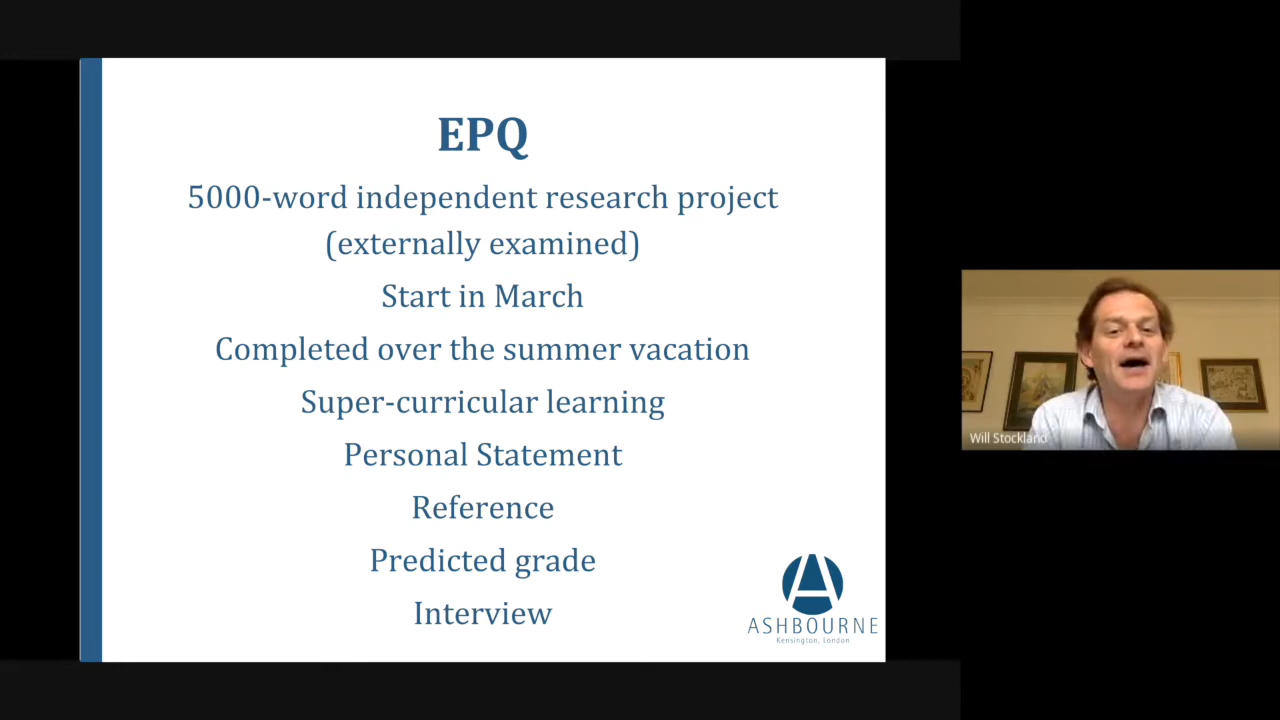 EPQ
5000-word independent research project
(externally examined)
Start in March
Completed over the summer vacation
Super-curricular learning
Personal Statement
Reference
Predicted grade
Interview
ASHBOURNE
Kensington, London
Will Stockland